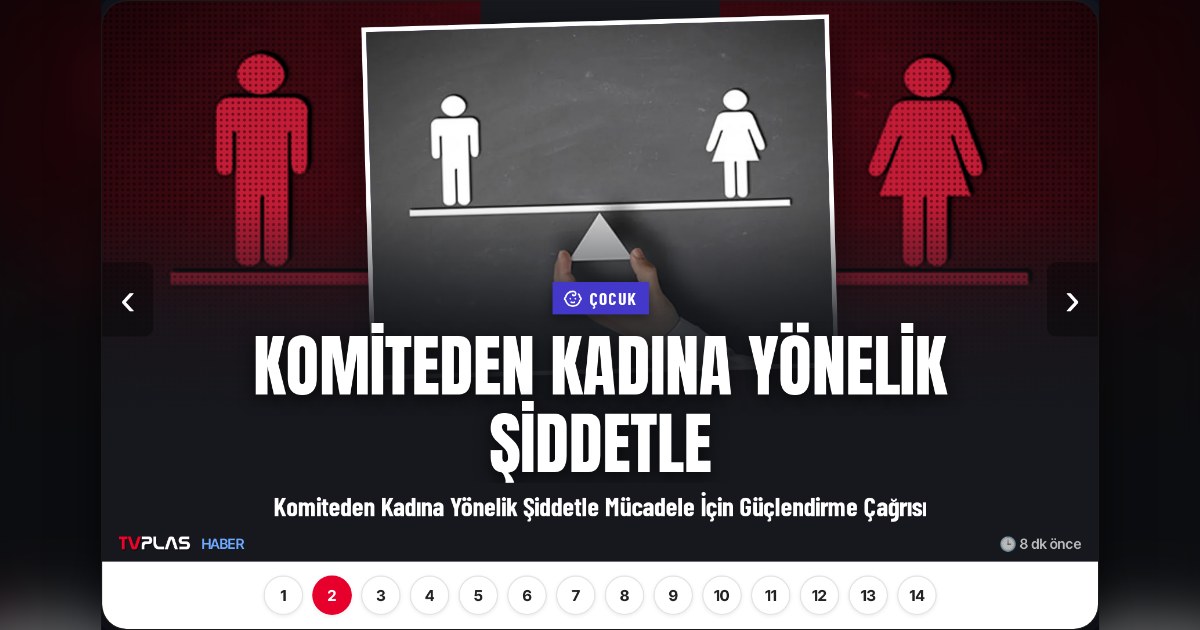 ÇOCUK
KOMİTEDEN KADINA YÖNELİK
ŞİDDETLE
Komiteden Kadına Yönelik Şiddetle Mücadele İçin Güçlendirme Çağrısı
TVPLAS HABER
8 dk önce
1 2 3 4 5 6 7 8 9 10 11 12 13 14